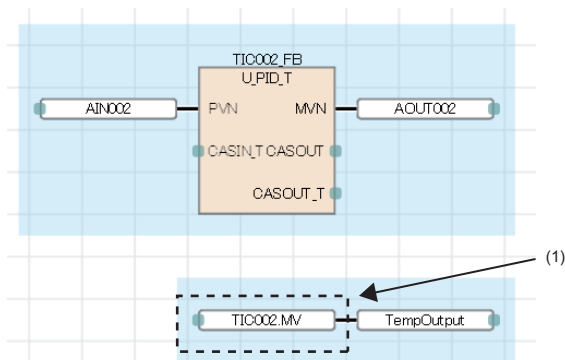 TIC002_FB
U_PID_T
AIN002 PVN MVN AOUT002
CASIN_T CASOUT
CASOUT_T
(1)
TIC002.MV TempOutput